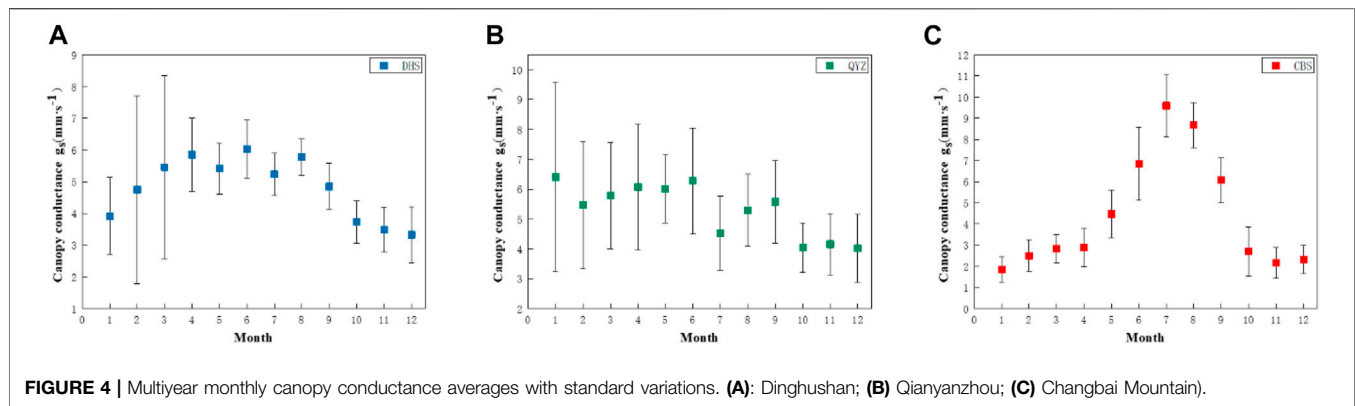 A
B
C
9
8
7
6
5
4
3
2
1
Canopy conductance gs(mm·s-1)
DHS
0 1 2 3 4 5 6 7 8 9 10 11 12
Month
10
9
8
7
6
5
4
3
2
Canopy conductance gs(mm·s-1)
QYZ
0 1 2 3 4 5 6 7 8 9 10 11 12
Month
12
11
10
9
8
7
6
5
4
3
2
1
0
Canopy conductance gs(mm·s-1)
CBS
0 1 2 3 4 5 6 7 8 9 10 11 12
Month
FIGURE 4 | Multiyear monthly canopy conductance averages with standard variations. (A): Dinghushan; (B) Qianyanzhou; (C) Changbai Mountain).